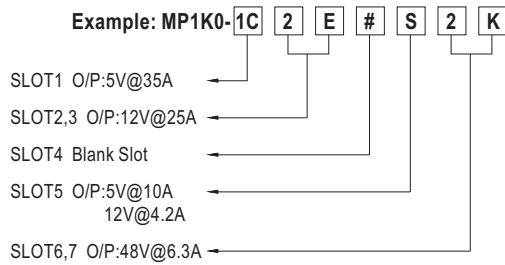 Example: MP1K0- 1C 2 E # S 2 K
SLOT1 O/P:5V@35A
SLOT2,3 O/P:12V@25A
SLOT4 Blank Slot
SLOT5 O/P:5V@10A
12V@4.2A
SLOT6,7 O/P:48V@6.3A